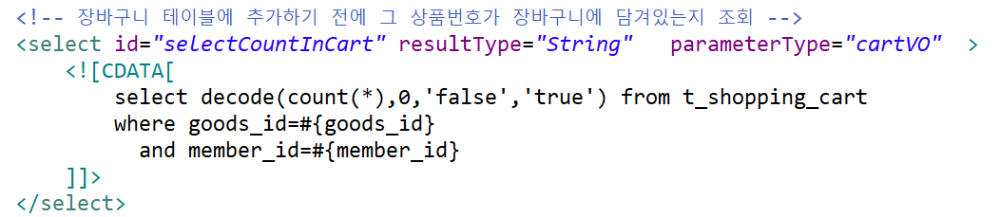 <!-- 장바구니 테이블에 추가하기 전에 그 상품번호가 장바구니에 담겨있는지 조회 -->
<select id="selectCountInCart" resultType="String"   parameterType="cartVO"  >
    <![CDATA[
        select decode(count(*),0,'false','true') from t_shopping_cart
        where goods_id=#{goods_id}
          and member_id=#{member_id}
    ]]>
</select>